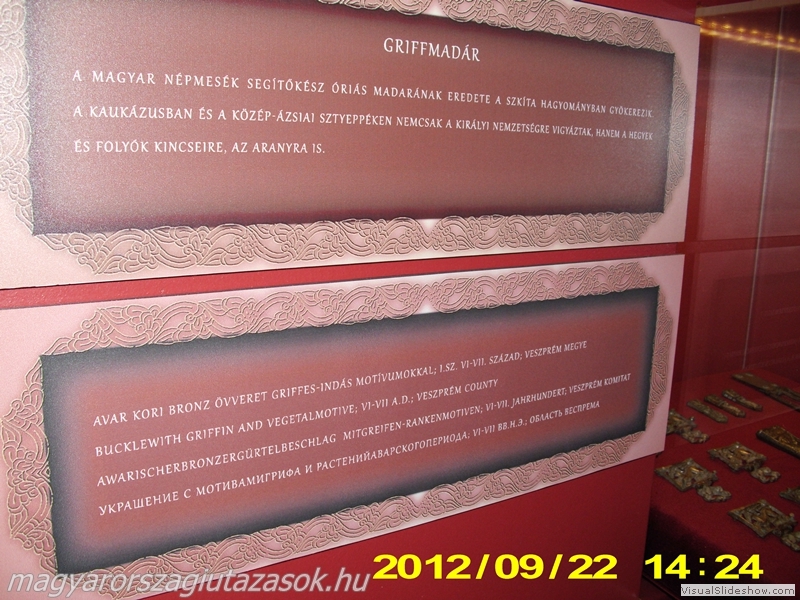 GRIFFMADÁR
A MAGYAR NÉPMESÉK SEGÍTŐKÉSZ ÓRIÁS MADARÁNAK EREDETE A SZKÍTA HAGYOMÁNYBAN GYÖKEREZIK.
A KAUKÁZUSBAN ÉS A KÖZÉP-ÁZSIAI SZTYEPPÉKEN NEMCSAK A KIRÁLYI NEMZETSÉGRE VIGYÁZTAK, HANEM A HEGYEK
ÉS FOLYÓK KINCSEIRE, AZ ARANYRA IS.
AVAR KORI BRONZ ÖVVERET GRIFFES-INDÁS MOTÍVUMOKKAL; I.SZ. VI-VII. SZÁZAD; VESZPRÉM MEGYE
BUCKLEWITH GRIFFIN AND VEGETALMOTIVE; VI-VII A.D.; VESZPRÉM COUNTY
AWARISCHERBRONZERGÜRTELBESCHLAG MITGREIFEN-RANKENMOTIVEN; VI-VII. JAHRHUNDERT; VESZPRÉM KOMITAT
УКРАШЕНИЕ С МОТИВАМИГРИФА И РАСТЕНИЙАВАРСКОГОПЕРИОДА; VI-VII ВВ.Н.Э.; ОБЛАСТЬ ВЕСПРЕМА
2012/09/22 14:24
magyarorszagiutazasok.hu
VisualSlideshow.com